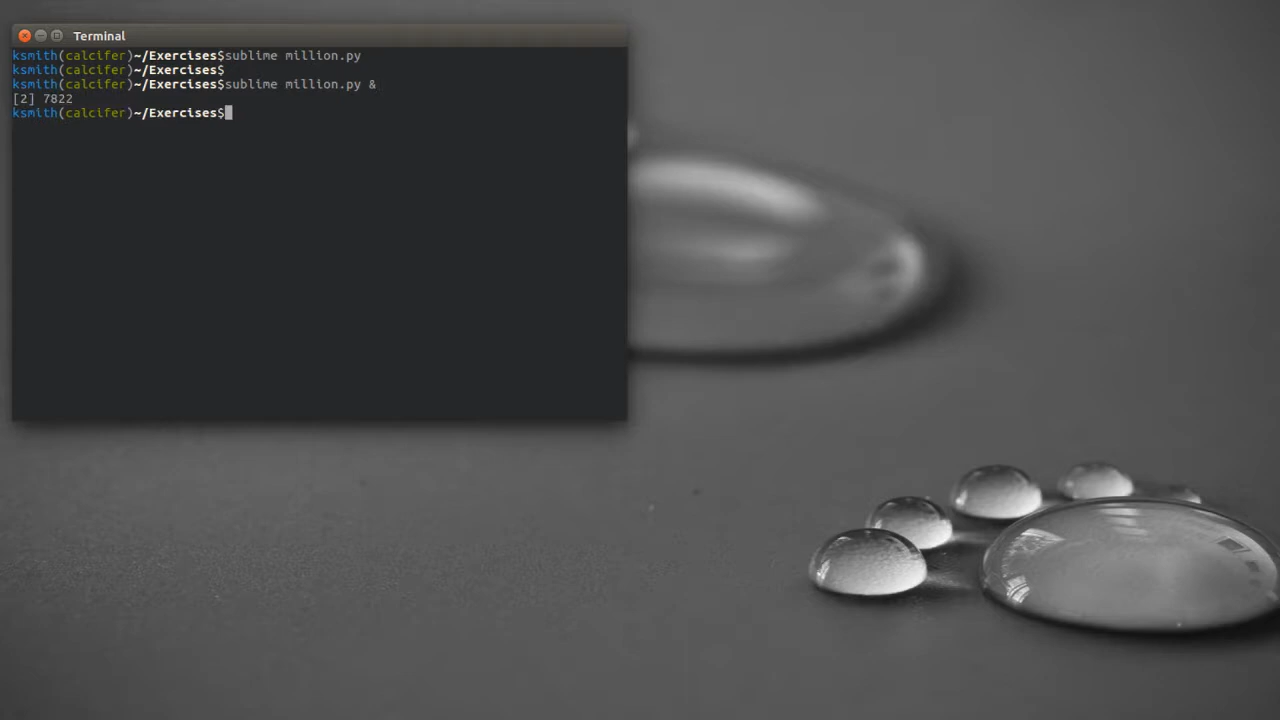 Terminal
ksmith(calcifer)~/Exercises$sublime million.py
ksmith(calcifer)~/Exercises$
ksmith(calcifer)~/Exercises$sublime million.py &
[2] 7822
ksmith(calcifer)~/Exercises$